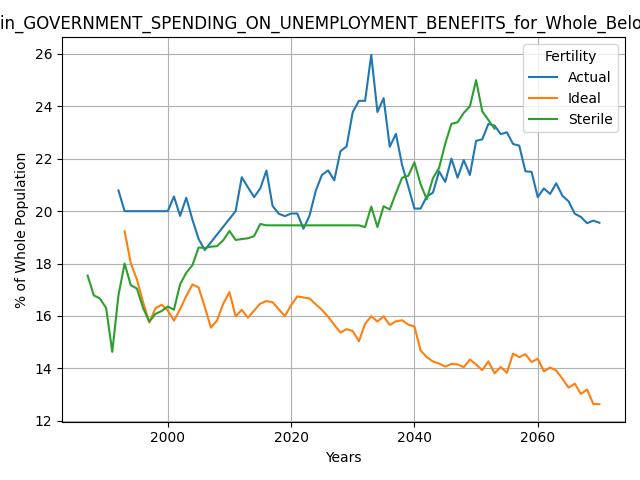 in_GOVERNMENT_SPENDING_ON_UNEMPLOYMENT_BENEFITS_for_Whole_Belo
Fertility
Actual
Ideal
Sterile
% of Whole Population
26
24
22
20
18
16
14
12
2000
2020
2040
2060
Years